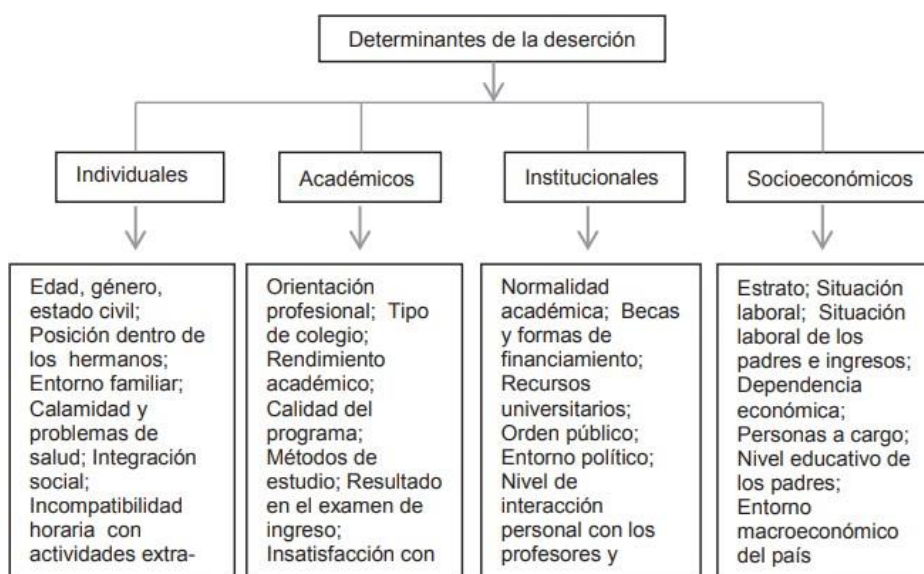 Determinantes de la deserción
Individuales
Académicos
Institucionales
Socioeconómicos
Edad, género,
estado civil;
Posición dentro de
los hermanos;
Entorno familiar;
Calamidad y
problemas de
salud; Integración
social;
Incompatibilidad
horaria con
actividades extra-
Orientación
profesional; Tipo
de colegio;
Rendimiento
académico;
Calidad del
programa;
Métodos de
estudio; Resultado
en el examen de
ingreso;
Insatisfacción con
Normalidad
académica; Becas
y formas de
financiamiento;
Recursos
universitarios;
Orden público;
Entorno político;
Nivel de
interacción
personal con los
profesores y
Estrato; Situación
laboral; Situación
laboral de los
padres e ingresos;
Dependencia
económica;
Personas a cargo;
Nivel educativo de
los padres;
Entorno
macroeconómico
del país